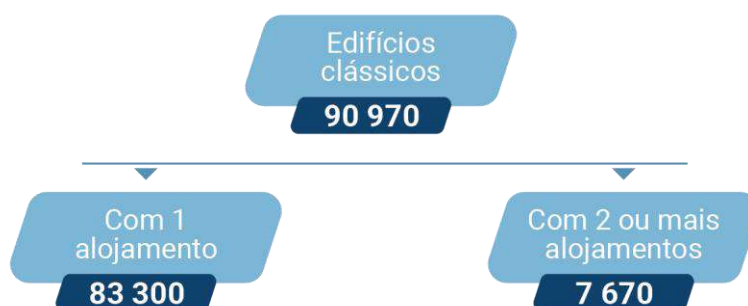 Edifícios
clássicos
90 970
Com 1
alojamento
83 300
Com 2 ou mais
alojamentos
7 670